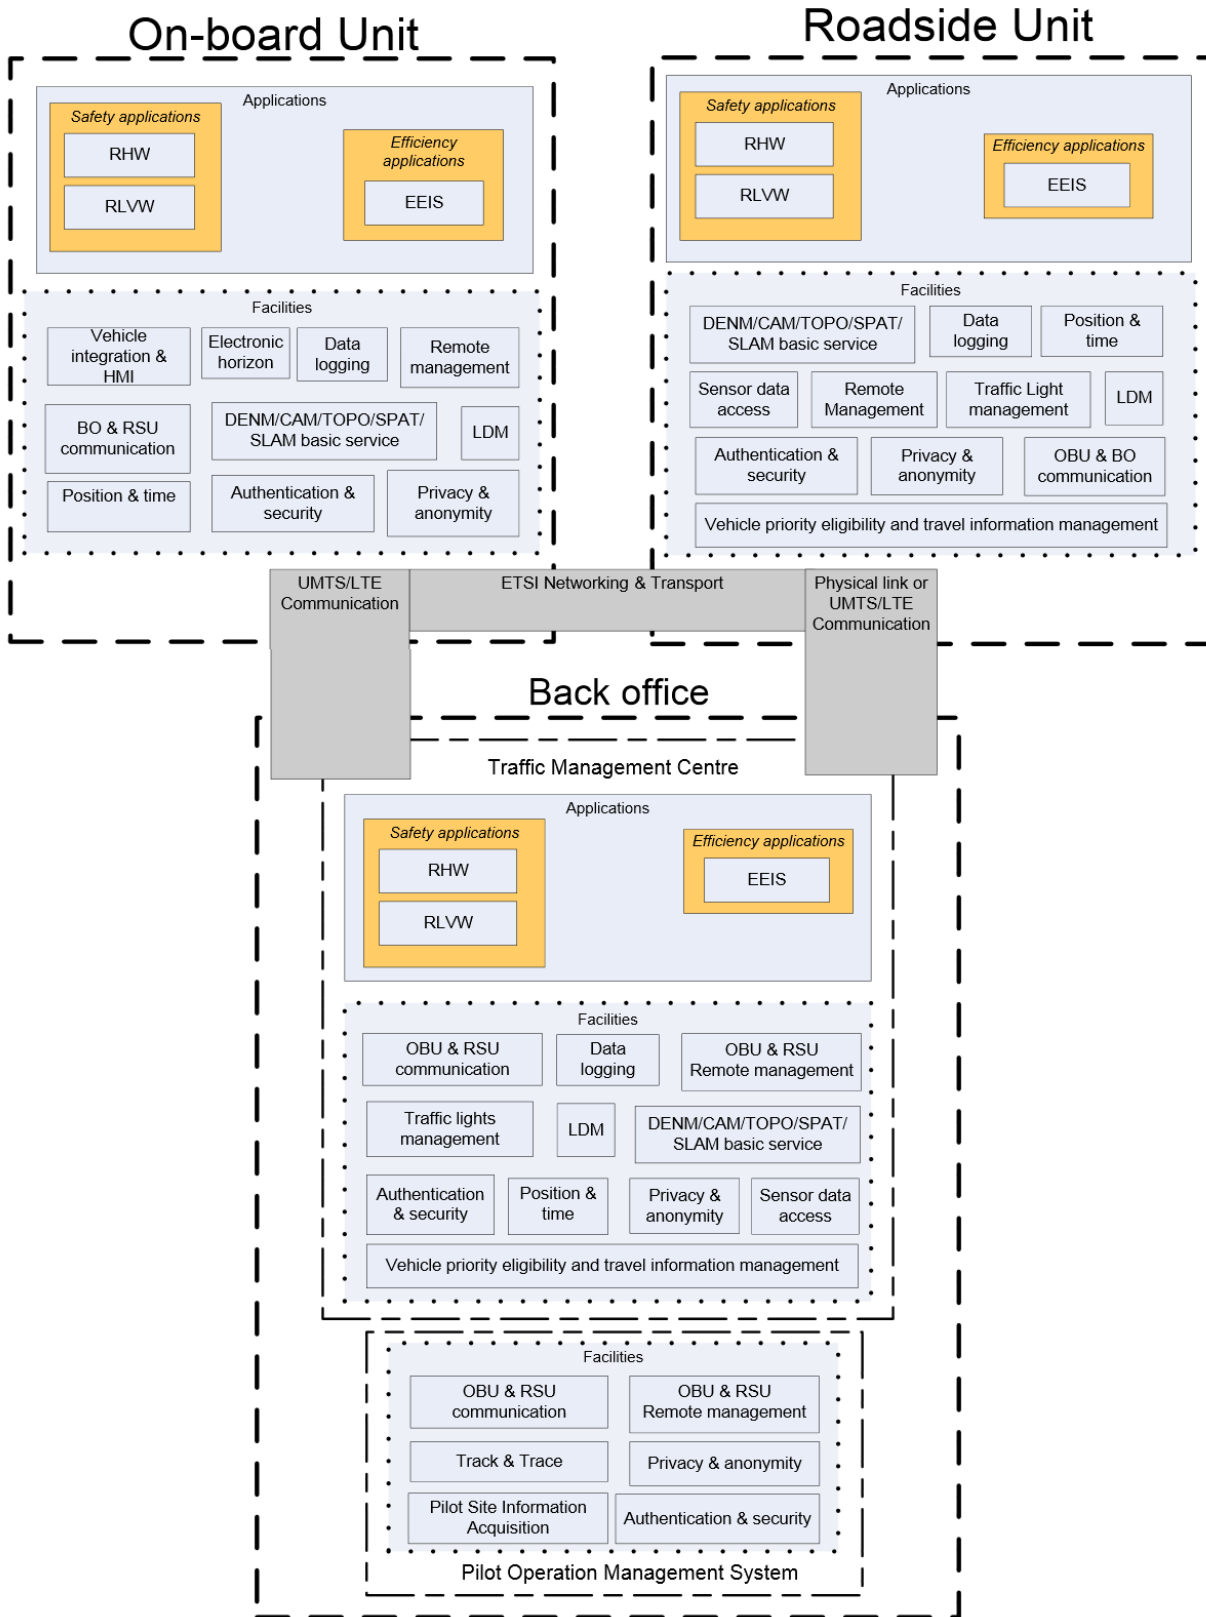 On-board Unit
Applications
Safety applications
RHW
RLVW
Efficiency
applications
EEIS
Facilities
Vehicle
integration &
HMI
Electronic
horizon
Data
logging
Remote
management
BO & RSU
communication
DENM/CAM/TOPO/SPAT/
SLAM basic service
LDM
Position & time
Authentication &
security
Privacy &
anonymity
Roadside Unit
Applications
Safety applications
RHW
RLVW
Efficiency applications
EEIS
Facilities
DENM/CAM/TOPO/SPAT/
SLAM basic service
Data
logging
Position &
time
Sensor data
access
Remote
Management
Traffic Light
management
LDM
Authentication &
security
Privacy &
anonymity
OBU & BO
communication
Vehicle priority eligibility and travel information management
UMTS/LTE
Communication
ETSI Networking & Transport
Physical link or
UMTS/LTE
Communication
Back office
Traffic Management Centre
Applications
Safety applications
RHW
RLVW
Efficiency applications
EEIS
Facilities
OBU & RSU
communication
Data
logging
OBU & RSU
Remote management
Traffic lights
management
LDM
DENM/CAM/TOPO/SPAT/
SLAM basic service
Authentication
& security
Position &
time
Privacy &
anonymity
Sensor data
access
Vehicle priority eligibility and travel information management
Facilities
OBU & RSU
communication
OBU & RSU
Remote management
Track & Trace
Privacy & anonymity
Pilot Site Information
Acquisition
Authentication & security
Pilot Operation Management System